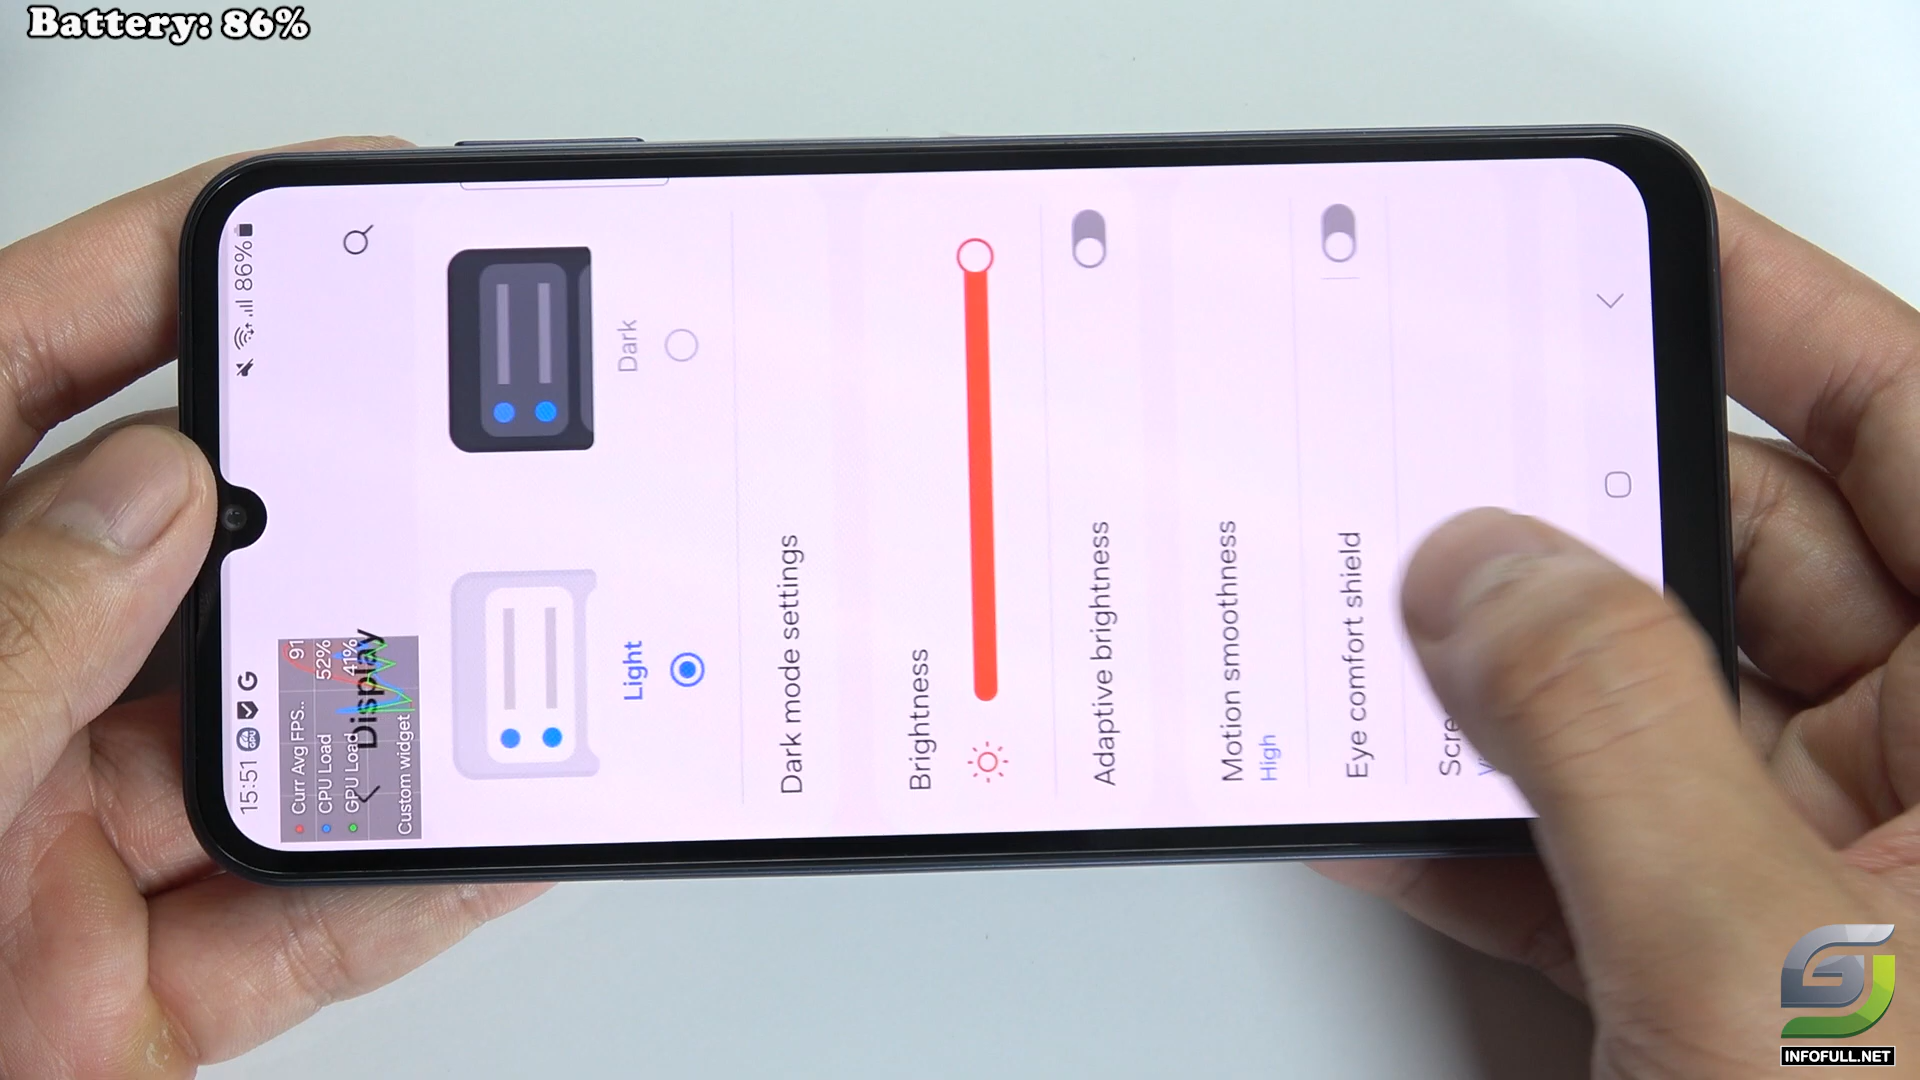 Battery: 86%
15:51
G
86%
Curr Avg FPS.. 91
CPU Load 52%
GPU Load 41%
Custom widget
Display
Light
Dark
Dark mode settings
Brightness
Adaptive brightness
Motion smoothness
High
Eye comfort shield
INFOFULL.NET